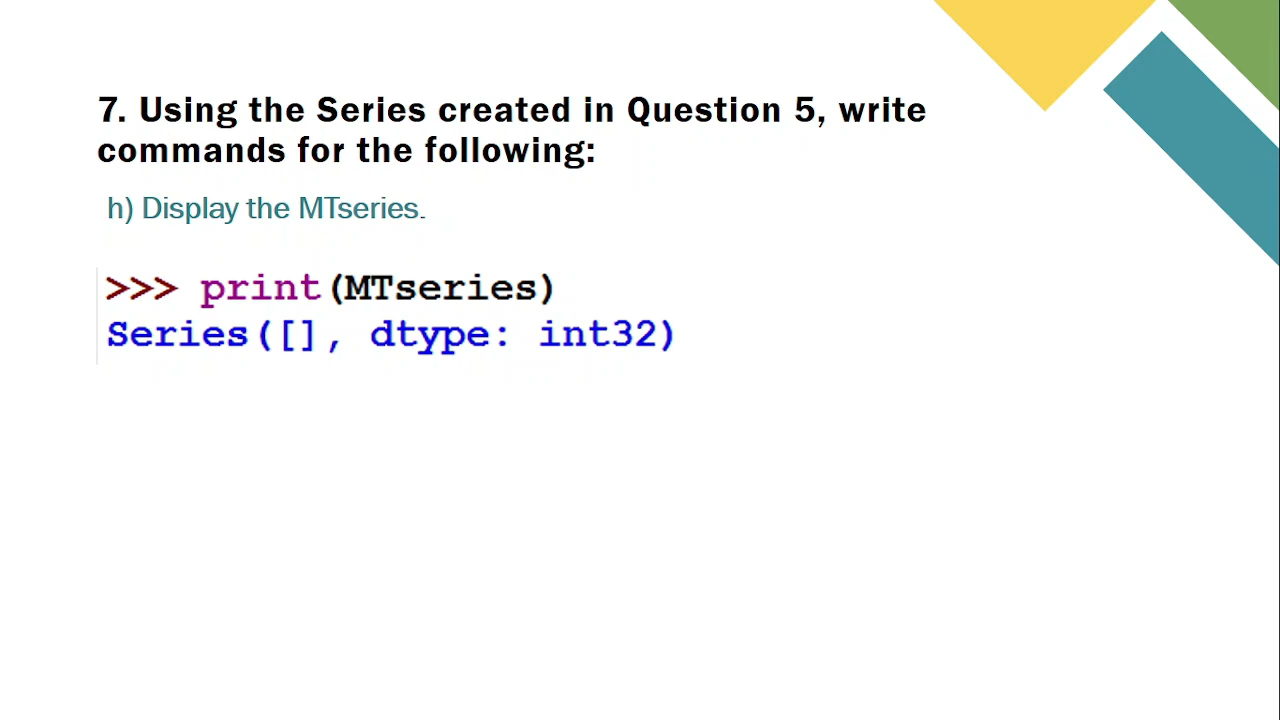 7. Using the Series created in Question 5, write
commands for the following:
h) Display the MTseries.
>>> print(MTseries)
Series([], dtype: int32)